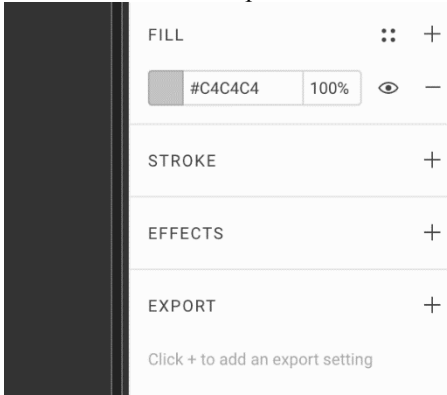 FILL
#C4C4C4 100%
STROKE
EFFECTS
EXPORT
Click + to add an export setting